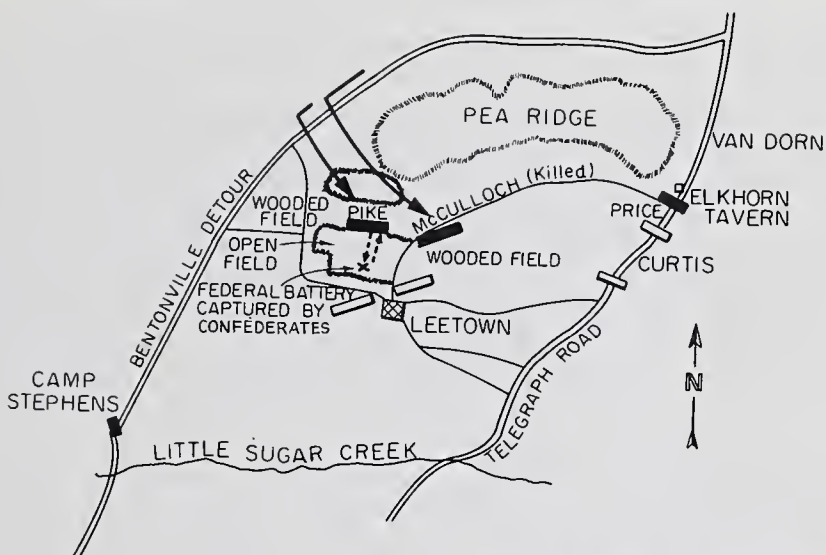 PEA RIDGE
VAN DORN
BENTONVILLE DETOUR
McCULLOCH (Killed)
ELKHORN
TAVERN
WOODED
FIELD
PIKE
PRICE
OPEN
FIELD
WOODED FIELD
CURTIS
FEDERAL BATTERY
CAPTURED BY
CONFEDERATES
LEETOWN
TELEGRAPH ROAD
CAMP
STEPHENS
N
LITTLE SUGAR CREEK